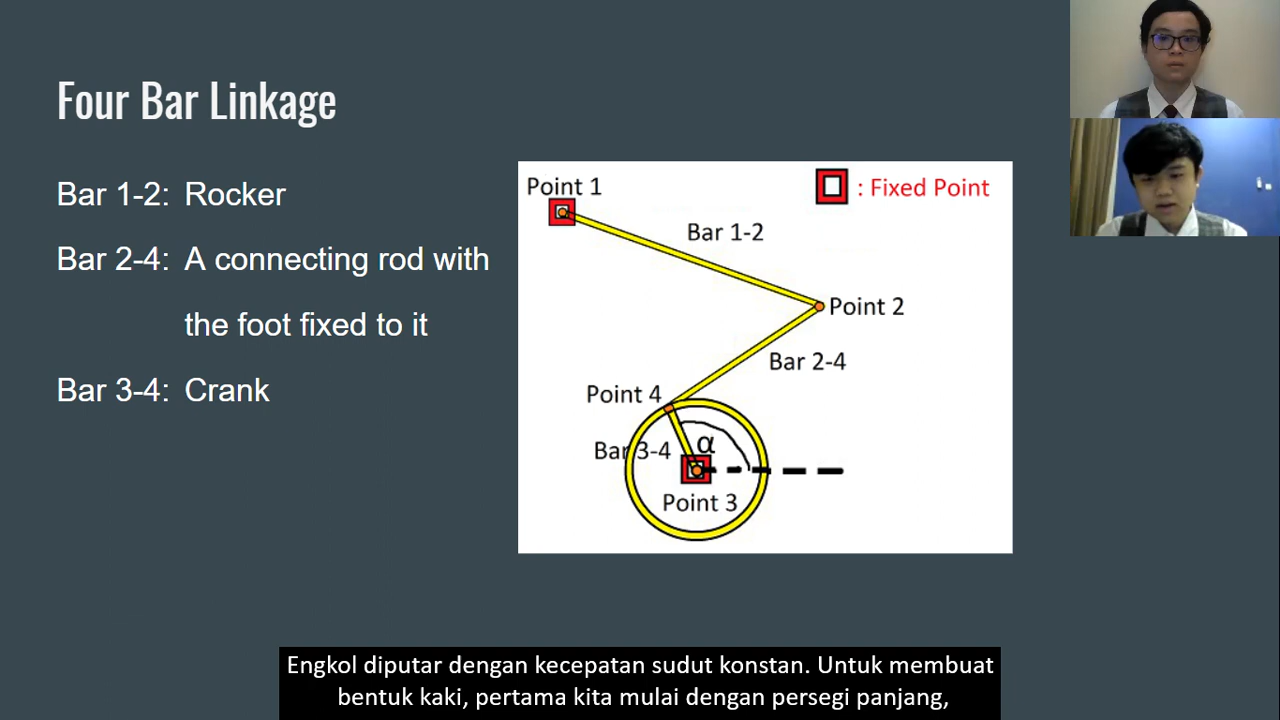 Four Bar Linkage
Bar 1-2: Rocker
Bar 2-4: A connecting rod with
the foot fixed to it
Bar 3-4: Crank
Point 1
: Fixed Point
Bar 1-2
Point 2
Bar 2-4
Point 4
α
Bar 3-4
Point 3
Engkol diputar dengan kecepatan sudut konstan. Untuk membuat
bentuk kaki, pertama kita mulai dengan persegi panjang,